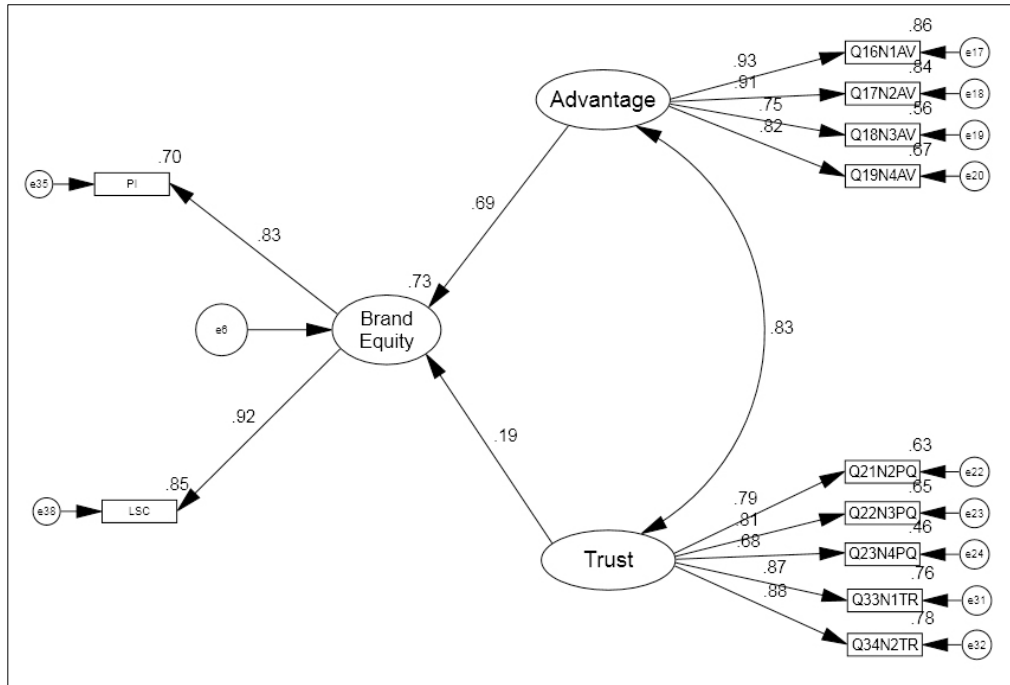 .86
.93
Q16N1AV
e17
.91
.84
Advantage
Q17N2AV
e18
.75
.56
.82
Q18N3AV
e19
.67
Q19N4AV
e20
.70
e35
PI
.69
.83
.73
Brand
Equity
e6
.83
.92
.19
.63
Q21N2PQ
e22
.85
.79
.65
e38
LSC
.81
Q22N3PQ
e23
.68
.46
Trust
Q23N4PQ
e24
.87
.76
.88
Q33N1TR
e31
.78
Q34N2TR
e32